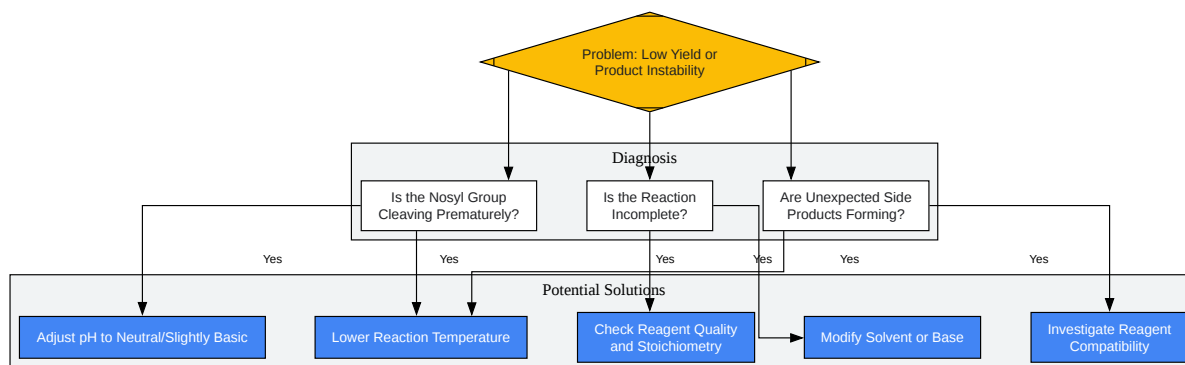 Problem: Low Yield or
Product Instability
Diagnosis
Is the Nosyl Group
Cleaving Prematurely?
Is the Reaction
Incomplete?
Are Unexpected Side
Products Forming?
Yes
Yes
Yes
Yes
Yes
Yes
Potential Solutions
Adjust pH to Neutral/Slightly Basic
Lower Reaction Temperature
Check Reagent Quality
and Stoichiometry
Modify Solvent or Base
Investigate Reagent
Compatibility